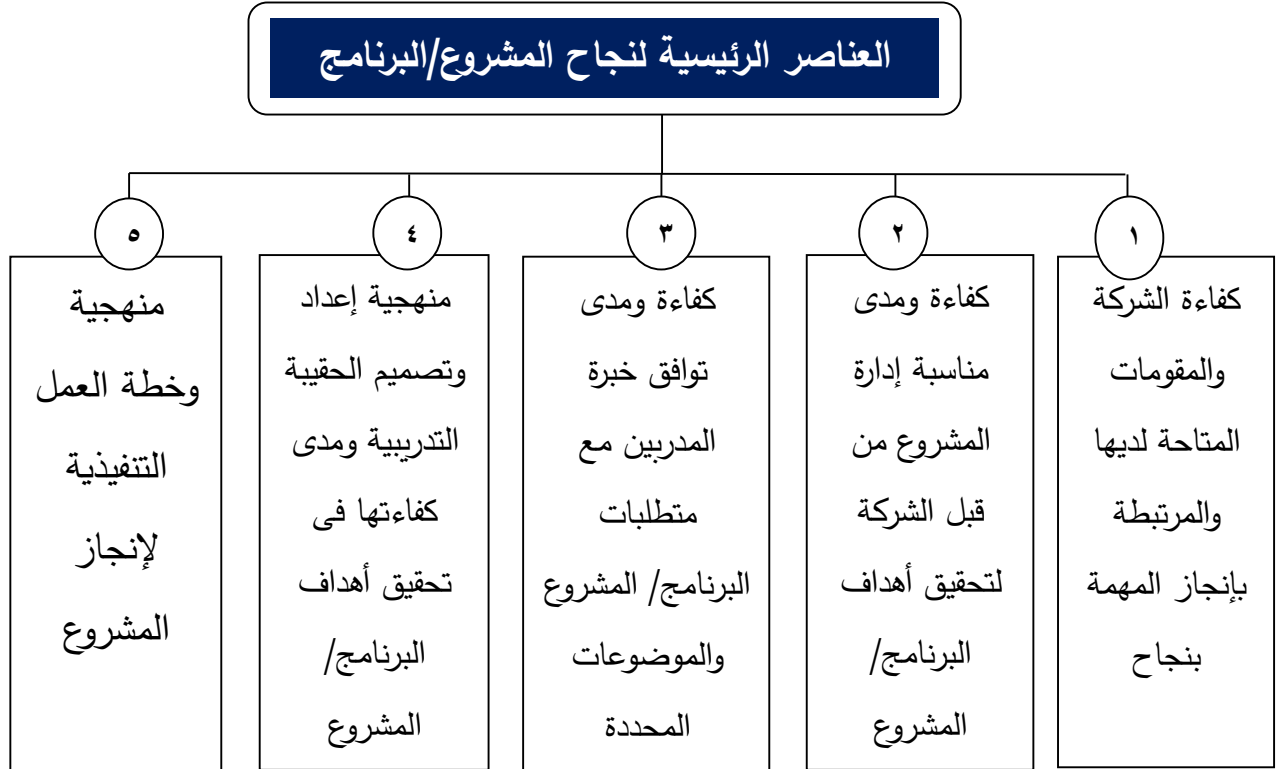 العناصر الرئيسية لنجاح المشروع/البرنامج
١
كفاءة الشركة
والمقومات
المتاحة لديها
والمرتبطة
بإنجاز المهمة
بنجاح
٢
كفاءة ومدى
مناسبة إدارة
المشروع من
قبل الشركة
لتحقيق أهداف
البرنامج/
المشروع
٣
كفاءة ومدى
توافق خبرة
المدربين مع
متطلبات
البرنامج/ المشروع
والموضوعات
المحددة
٤
منهجية إعداد
وتصميم الحقيبة
التدريبية ومدى
كفاءتها فى
تحقيق أهداف
البرنامج/
المشروع
٥
منهجية
وخطة العمل
التنفيذية
لإنجاز
المشروع